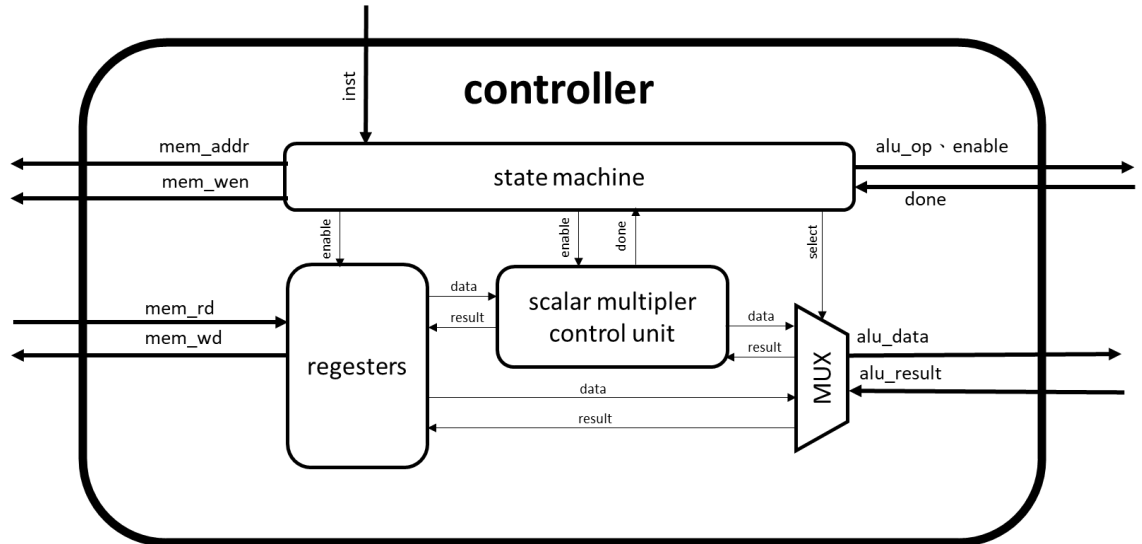 inst
controller
mem_addr
mem_wen
state machine
alu_op、enable
done
enable
enable
done
select
mem_rd
mem_wd
regesters
data
result
scalar multipler
control unit
data
result
data
result
MUX
alu_data
alu_result